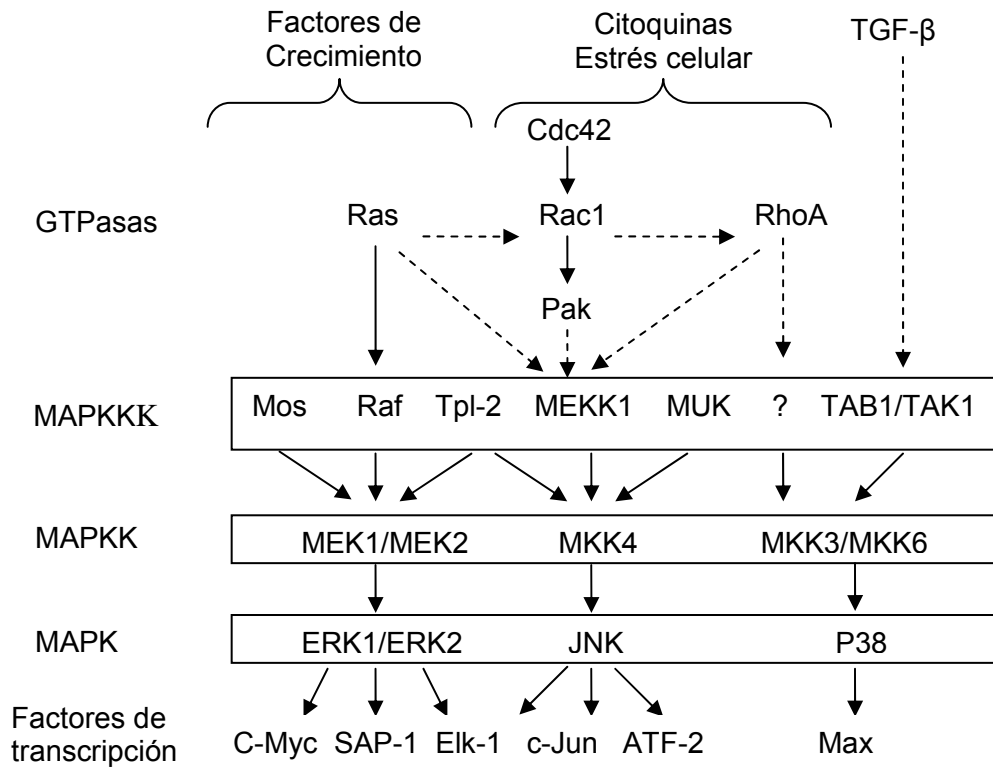 Factores de
Crecimiento
Citoquinas
Estrés celular
TGF-β
Cdc42
GTPasas
Ras
Rac1
RhoA
Pak
MAPKKK
Mos
Raf
Tpl-2
MEKK1
MUK
?
TAB1/TAK1
MAPKK
MEK1/MEK2
MKK4
MKK3/MKK6
MAPK
ERK1/ERK2
JNK
P38
Factores de
transcripción
C-Myc
SAP-1
Elk-1
c-Jun
ATF-2
Max